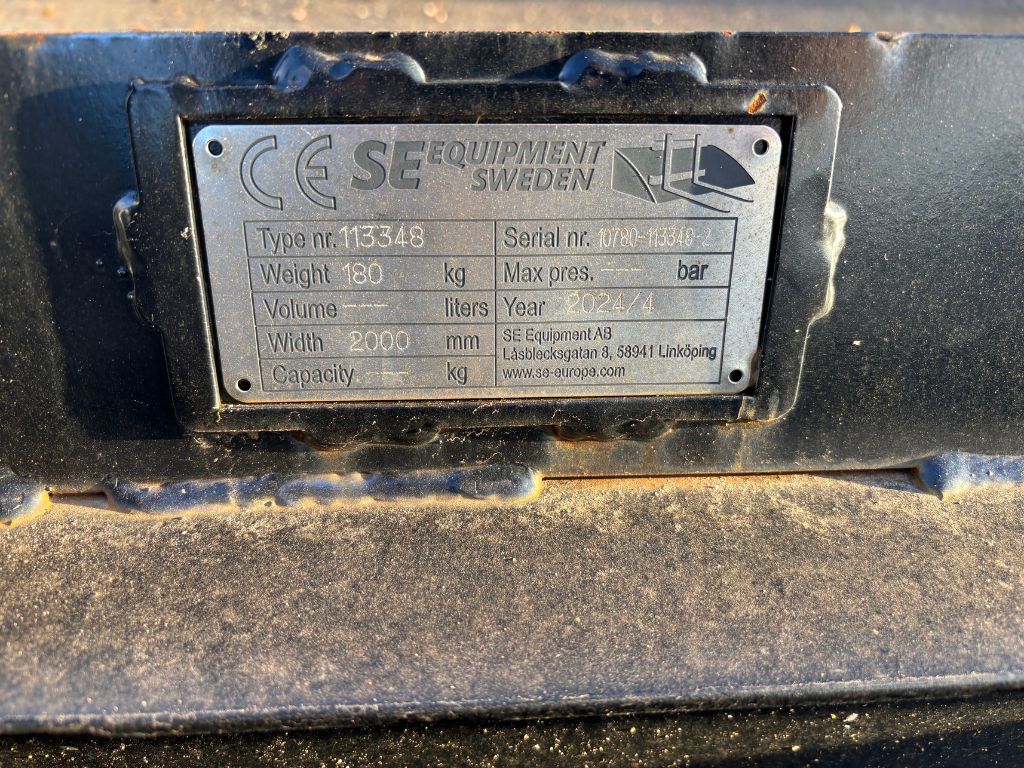 CE SE EQUIPMENT
SWEDEN
Type nr. 113348 Serial nr. 10780-113348-2
Weight 180 kg Max pres. --- bar
Volume --- liters Year 2024/4
Width 2000 mm SE Equipment AB
Låsblecksgatan 8, 58941 Linköping
Capacity --- kg www.se-europe.com